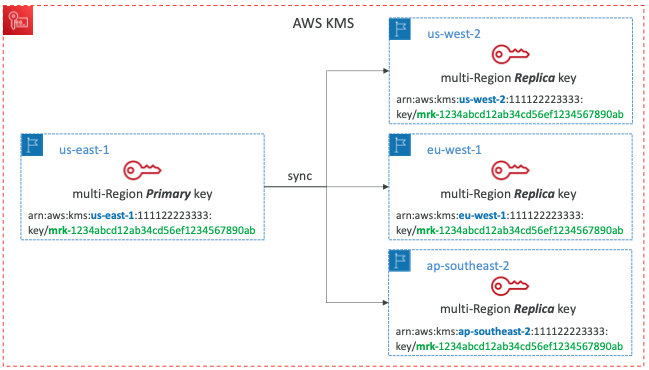 AWS KMS
us-east-1
multi-Region Primary key
arn:aws:kms:us-east-1:111122223333:
key/mrk-1234abcd12ab34cd56ef1234567890ab
sync
us-west-2
multi-Region Replica key
arn:aws:kms:us-west-2:111122223333:
key/mrk-1234abcd12ab34cd56ef1234567890ab
eu-west-1
multi-Region Replica key
arn:aws:kms:eu-west-1:111122223333:
key/mrk-1234abcd12ab34cd56ef1234567890ab
ap-southeast-2
multi-Region Replica key
arn:aws:kms:ap-southeast-2:111122223333:
key/mrk-1234abcd12ab34cd56ef1234567890ab